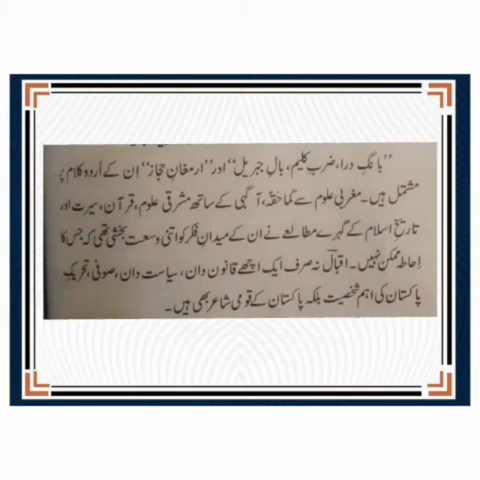 ’’بانگِ درا، ضربِ کلیم، بالِ جبریل‘‘ اور’’ارمغانِ حجاز‘‘ اِن کے اُردو کلام پر
مشتمل ہیں۔ مغربی علوم سے کماحَقّہٗ، آگہی کے ساتھ مشرقی علوم، قرآن، سیرت اور
تاریخِ اسلام کے گہرے مطالعے نے ان کے میدانِ فکر کو اتنی وسعت بخشی تھی کہ جس کا
احاطہ ممکن نہیں۔ اقبالؒ نہ صرف ایک اچھے قانون دان، سیاست دان، صوفی، تحریکِ
پاکستان کی اہم شخصیت بلکہ پاکستان کے قومی شاعر بھی ہیں۔